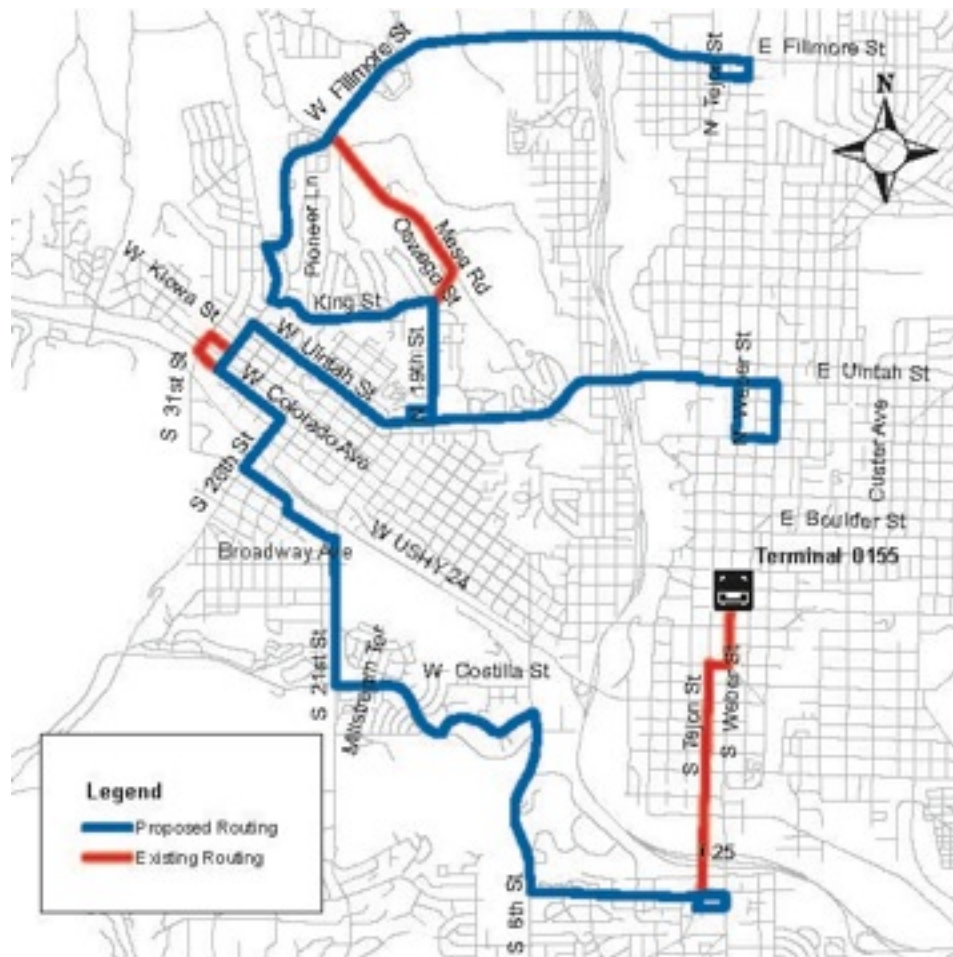 E Fillmore St
W Fillmore St
N Tejon St
N
Pioneer Ln
Mesa Rd
Oswego St
W Kiowa St
King St
W Uintah St
N 19th St
N Weber St
E Uintah St
S 31st St
W Colorado Ave
Custer Ave
S 26th St
E Boulder St
W US HY 24
Broadway Ave
Terminal 0155
S 21st St
Millstream Ter
W Costilla St
S Tejon St
S Weber St
I 25
S 8th St
Legend
Proposed Routing
Existing Routing